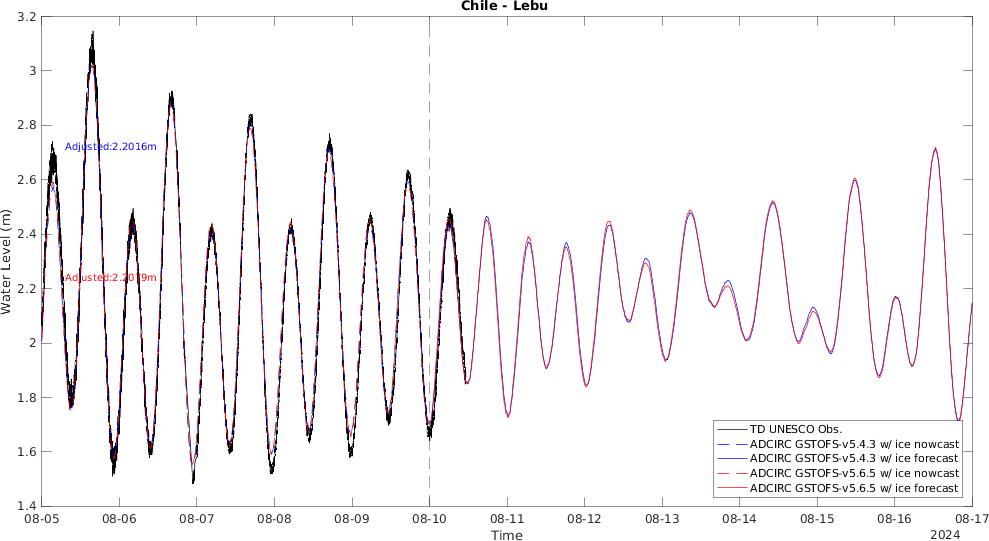 Chile - Lebu
3.2
3
2.8
2.6
2.4
2.2
2
1.8
1.6
1.4
Water Level (m)
Adjusted:2.2016m
Adjusted:2.2079m
TD UNESCO Obs.
ADCIRC GSTOFS-v5.4.3 w/ ice nowcast
ADCIRC GSTOFS-v5.4.3 w/ ice forecast
ADCIRC GSTOFS-v5.6.5 w/ ice nowcast
ADCIRC GSTOFS-v5.6.5 w/ ice forecast
08-05 08-06 08-07 08-08 08-09 08-10 08-11 08-12 08-13 08-14 08-15 08-16 08-17
Time
2024